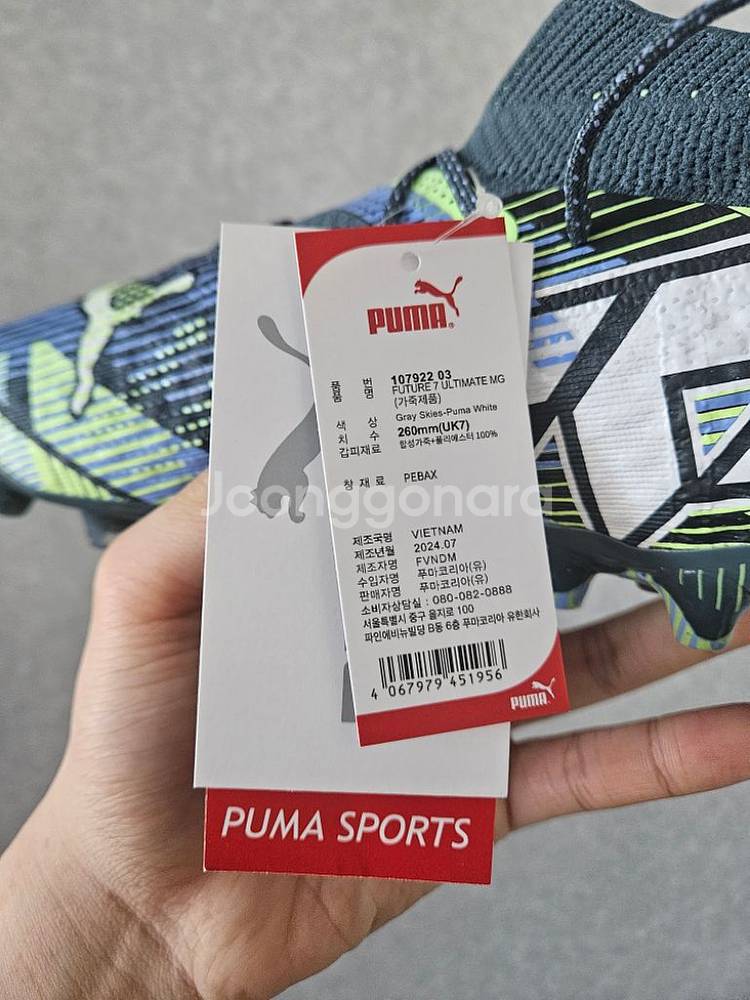 PUMA
품 번 107922 03
품 명 FUTURE 7 ULTIMATE MG
(가죽제품)
색 상 Gray Skies-Puma White
치 수 260mm(UK7)
갑피재료 합성가죽+폴리에스터 100%
창 재 료 PEBAX
제조국명 VIETNAM
제조년월 2024.07
제조자명 FVNDM
수입자명 푸마코리아(유)
판매자명 푸마코리아(유)
소비자상담실 : 080-082-0888
서울특별시 중구 을지로 100
파인에비뉴빌딩 B동 6층 푸마코리아 유한회사
4 067979 451956
PUMA
PUMA SPORTS
Joonggonara